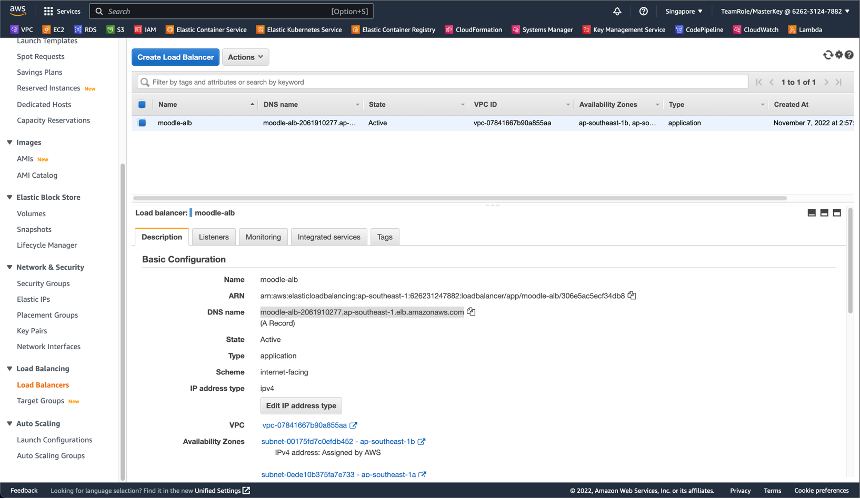 aws
Services
Search
[Option+S]
Singapore
TeamRole/MasterKey @ 6262-3124-7882
VPC
EC2
RDS
S3
IAM
Elastic Container Service
Elastic Kubernetes Service
Elastic Container Registry
CloudFormation
Systems Manager
Key Management Service
CodePipeline
CloudWatch
Lambda
Launch Templates
Spot Requests
Savings Plans
Reserved Instances New
Dedicated Hosts
Capacity Reservations
Images
AMIs New
AMI Catalog
Elastic Block Store
Volumes
Snapshots
Lifecycle Manager
Network & Security
Security Groups
Elastic IPs
Placement Groups
Key Pairs
Network Interfaces
Load Balancing
Load Balancers
Target Groups New
Auto Scaling
Launch Configurations
Auto Scaling Groups
Create Load Balancer
Actions
Filter by tags and attributes or search by keyword
1 to 1 of 1
Name DNS name State VPC ID Availability Zones Type Created At
moodle-alb moodle-alb-2061910277.ap-... Active vpc-07841667b90a855aa ap-southeast-1b, ap-so... application November 7, 2022 at 2:57:
Load balancer: moodle-alb
Description
Listeners
Monitoring
Integrated services
Tags
Basic Configuration
Name moodle-alb
ARN arn:aws:elasticloadbalancing:ap-southeast-1:626231247882:loadbalancer/app/moodle-alb/306e5ac5ecf34db8
DNS name moodle-alb-2061910277.ap-southeast-1.elb.amazonaws.com
(A Record)
State Active
Type application
Scheme internet-facing
IP address type ipv4
Edit IP address type
VPC vpc-07841667b90a855aa
Availability Zones subnet-00175fd7c0efdb452 - ap-southeast-1b
IPv4 address: Assigned by AWS
subnet-0ede10b375fa7e733 - ap-southeast-1a
Feedback
Looking for language selection? Find it in the new Unified Settings
© 2022, Amazon Web Services, Inc. or its affiliates.
Privacy
Terms
Cookie preferences